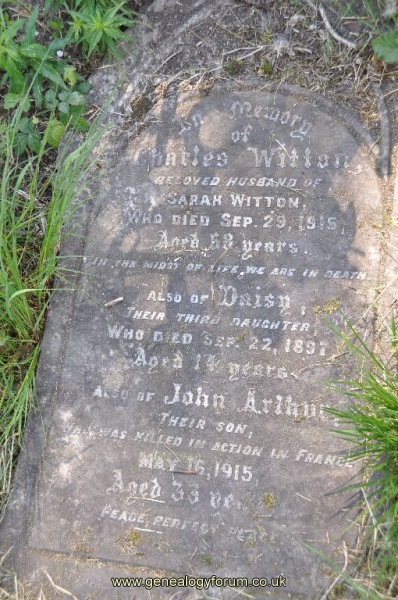 In Memory
of
Charles Witton,
BELOVED HUSBAND OF
SARAH WITTON,
WHO DIED SEP. 29, 1915,
Aged years.
IN THE MIDST OF LIFE WE ARE IN DEATH.
ALSO OF Daisy,
THEIR THIRD DAUGHTER,
WHO DIED SEP. 22, 1897,
Aged years.
ALSO OF John Arthur
THEIR SON,
WHO WAS KILLED IN ACTION IN FRANCE
MAY 16, 1915,
Aged years
PEACE, PERFECT PEACE.
www.genealogyforum.co.uk